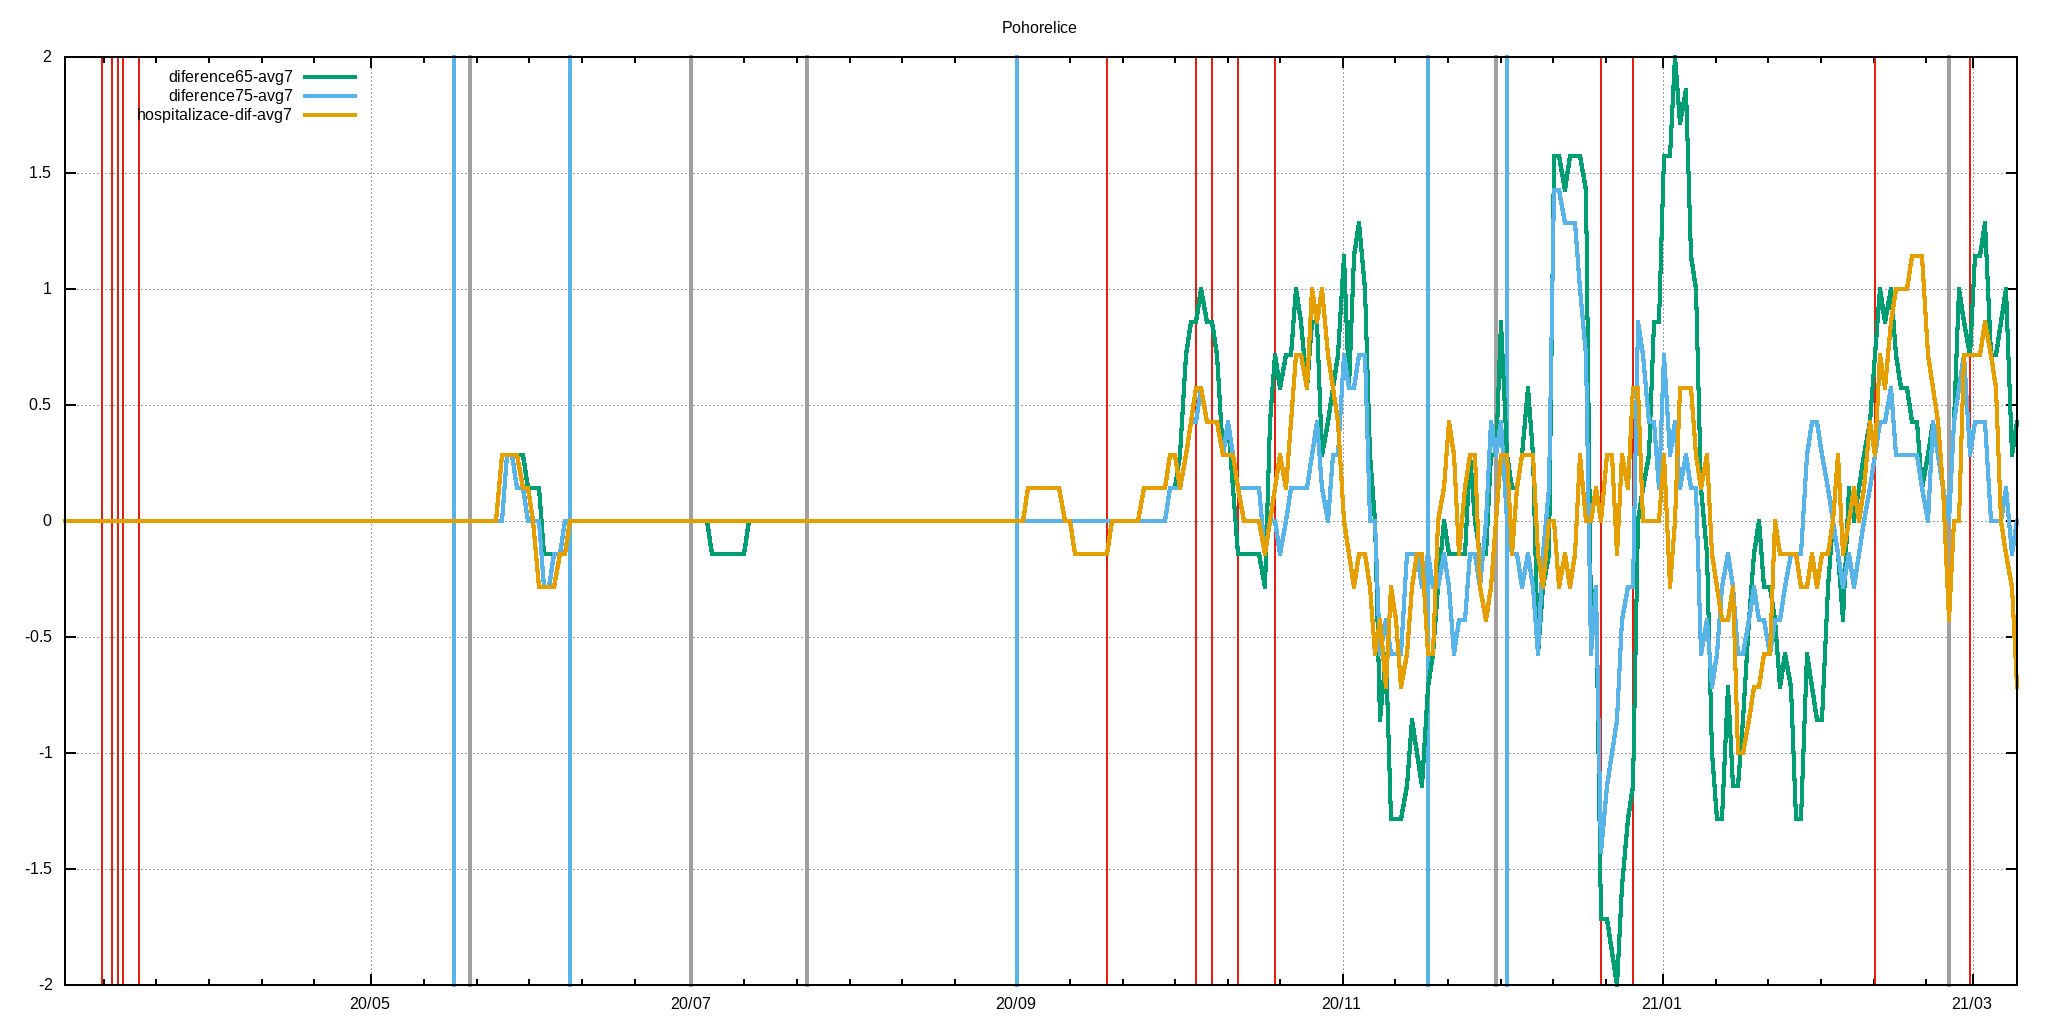 Pohorelice
2
diference65-avg7
diference75-avg7
hospitalizace-dif-avg7
1.5
1
0.5
0
-0.5
-1
-1.5
-2
20/05 20/07 20/09 20/11 21/01 21/03